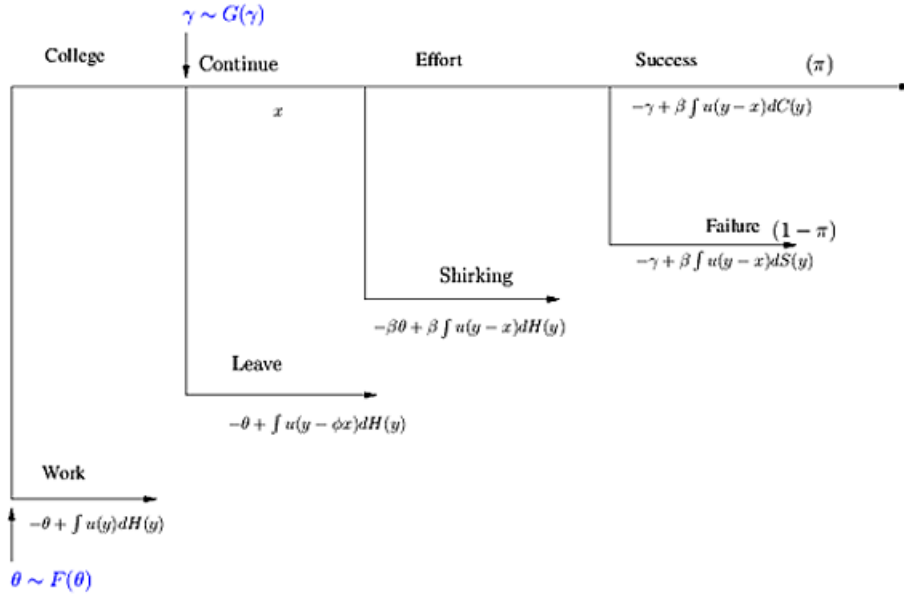 γ ∼ G(γ)
College Continue Effort Success (π)
x −γ + β ∫ u(y − x)dC(y)
Failure (1 − π)
−γ + β ∫ u(y − x)dS(y)
Shirking
−βθ + β ∫ u(y − x)dH(y)
Leave
−θ + ∫ u(y − φx)dH(y)
Work
−θ + ∫ u(y)dH(y)
θ ∼ F(θ)